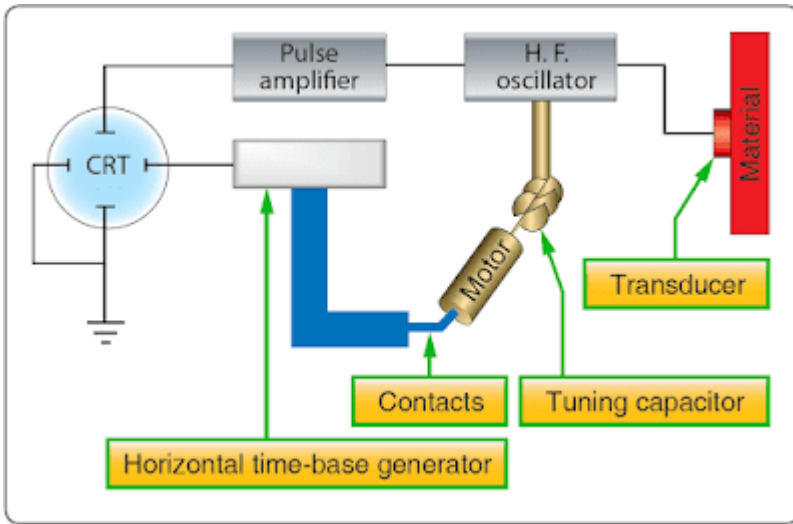 Pulse
amplifier
H. F.
oscillator
CRT
Material
Motor
Transducer
Contacts
Tuning capacitor
Horizontal time-base generator